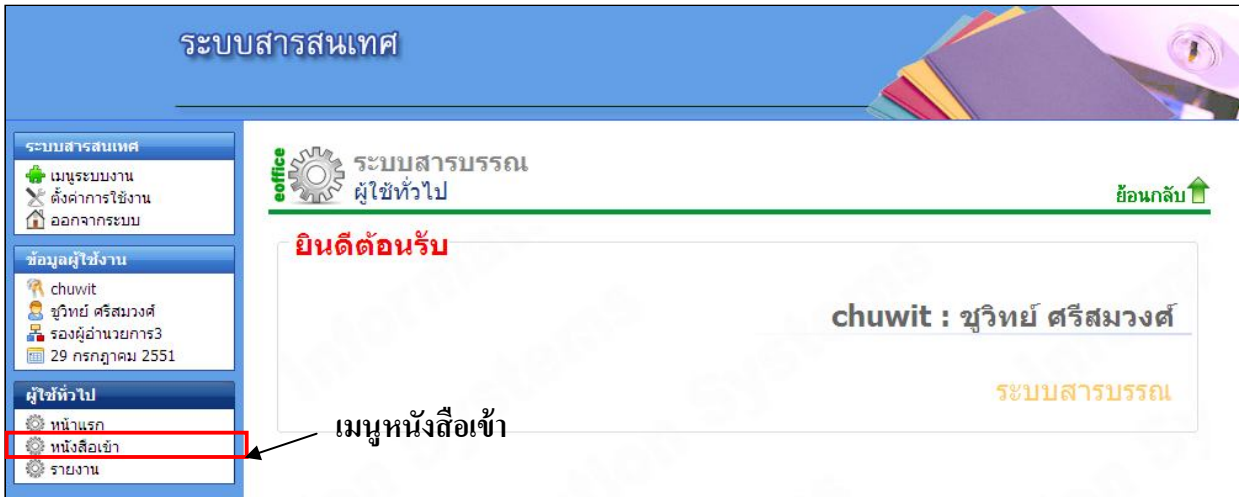 ระบบสารสนเทศ
ระบบสารสนเทศ
เมนูระบบงาน
ตั้งค่าการใช้งาน
ออกจากระบบ
ข้อมูลผู้ใช้งาน
chuwit
ชูวิทย์ ศรีสมวงศ์
รองผู้อำนวยการ3
29 กรกฎาคม 2551
ผู้ใช้ทั่วไป
หน้าแรก
หนังสือเข้า
รายงาน
eoffice
ระบบสารบรรณ
ผู้ใช้ทั่วไป
ย้อนกลับ
ยินดีต้อนรับ
chuwit : ชูวิทย์ ศรีสมวงศ์
ระบบสารบรรณ
เมนูหนังสือเข้า